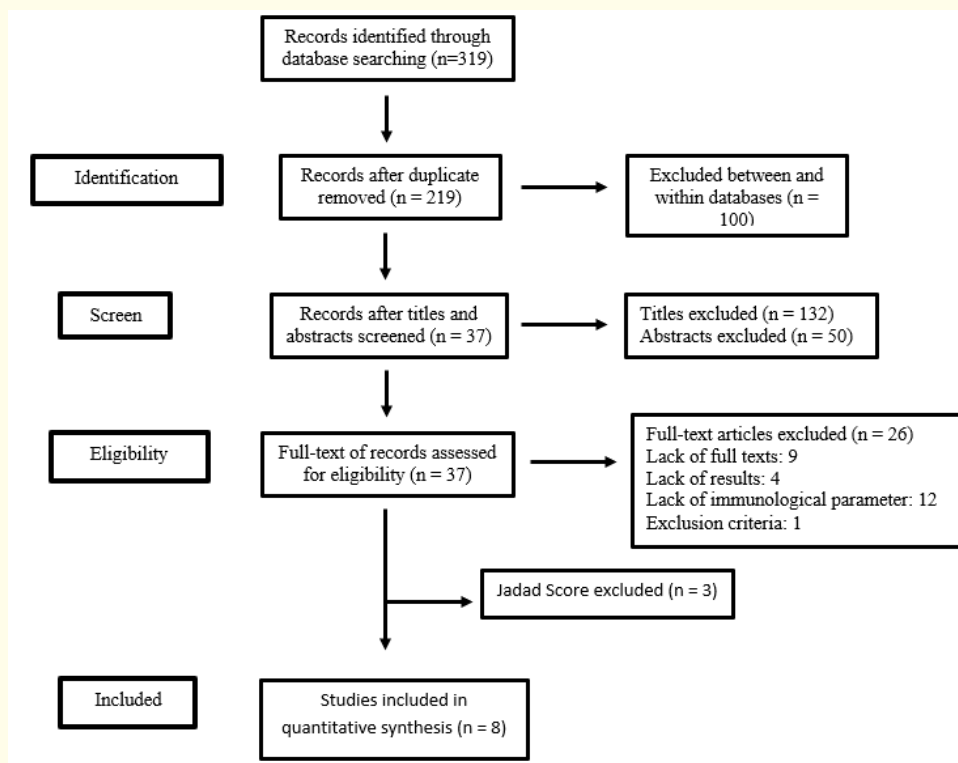 Records identified through
database searching (n=319)
Identification
Records after duplicate
removed (n = 219)
Excluded between and
within databases (n =
100)
Screen
Records after titles and
abstracts screened (n = 37)
Titles excluded (n = 132)
Abstracts excluded (n = 50)
Eligibility
Full-text of records assessed
for eligibility (n = 37)
Full-text articles excluded (n = 26)
Lack of full texts: 9
Lack of results: 4
Lack of immunological parameter: 12
Exclusion criteria: 1
Jadad Score excluded (n = 3)
Included
Studies included in
quantitative synthesis (n = 8)